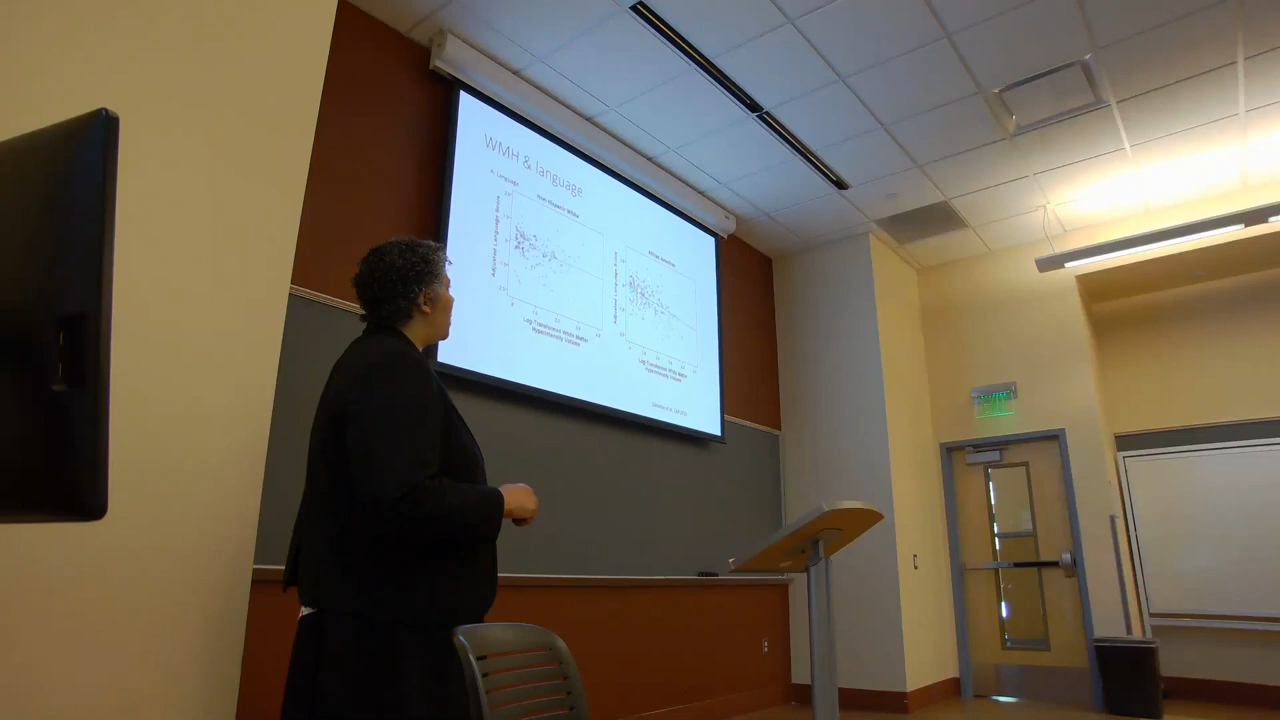 WMH & language
A. Language
Non-Hispanic White
Adjusted Language Score
Log-Transformed White Matter
Hyperintensity Volume
African American
Adjusted Language Score
Log-Transformed White Matter
Hyperintensity Volume
EXIT